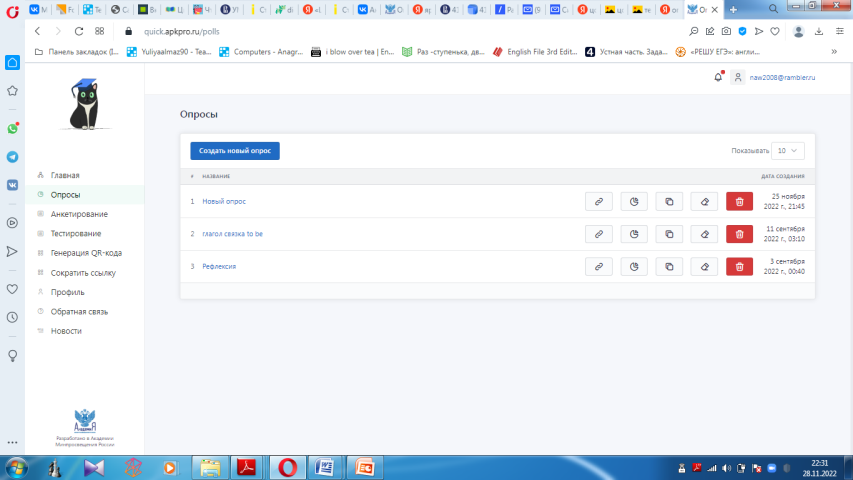 quick.apkpro.ru/polls
Yuliyaalmaz90 - Tea...
Computers - Anagr...
i blow over tea | En...
Раз -ступенька, дв...
English File 3rd Edit...
Устная часть. Зада...
«РЕШУ ЕГЭ»: англи...
naw2008@rambler.ru
Опросы
Создать новый опрос
Показывать 10
# НАЗВАНИЕ ДАТА СОЗДАНИЯ
1 Новый опрос 25 ноября
2022 г., 21:45
2 глагол связка to be 11 сентября
2022 г., 03:10
3 Рефлексия 3 сентября
2022 г., 00:40
Главная
Опросы
Анкетирование
Тестирование
Генерация QR-кода
Сократить ссылку
Профиль
Обратная связь
Новости
Разработано в Академии
Минпросвещения России
22:31
28.11.2022